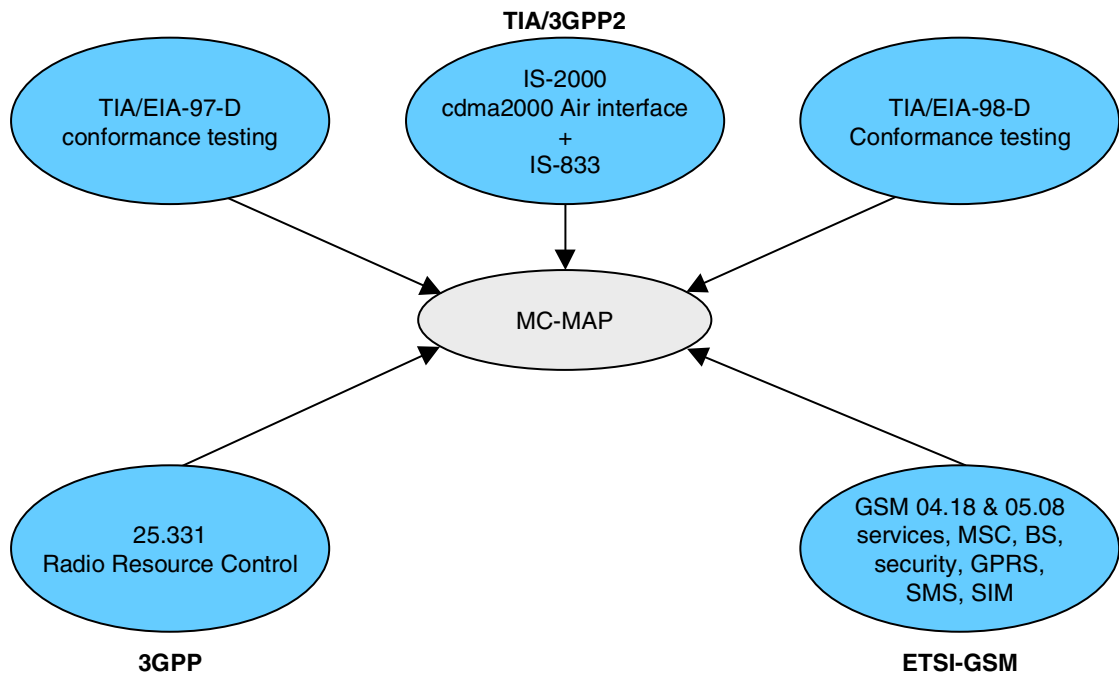 TIA/3GPP2
TIA/EIA-97-D
conformance testing
IS-2000
cdma2000 Air interface
+
IS-833
TIA/EIA-98-D
Conformance testing
MC-MAP
25.331
Radio Resource Control
GSM 04.18 & 05.08
services, MSC, BS,
security, GPRS,
SMS, SIM
3GPP
ETSI-GSM